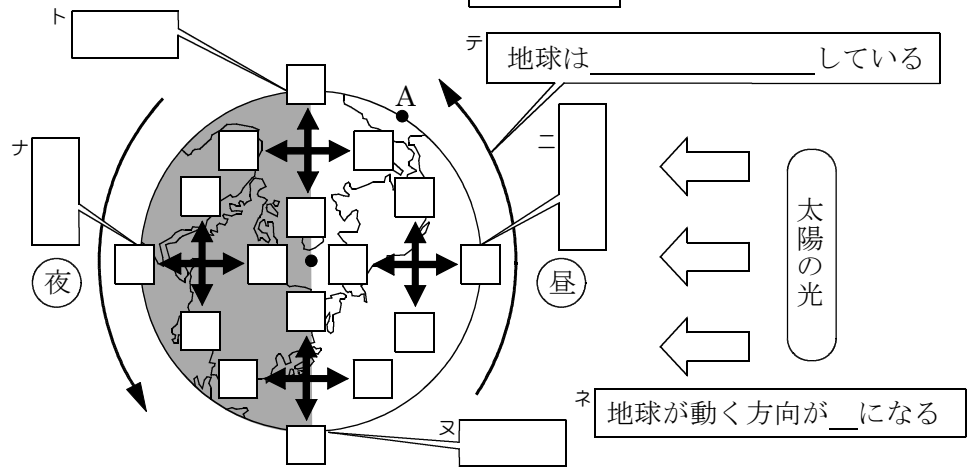 ト
テ
地球は　　　　　している
A
ナ
ニ
太陽の光
夜
昼
ネ
地球が動く方向が＿になる
ヌ